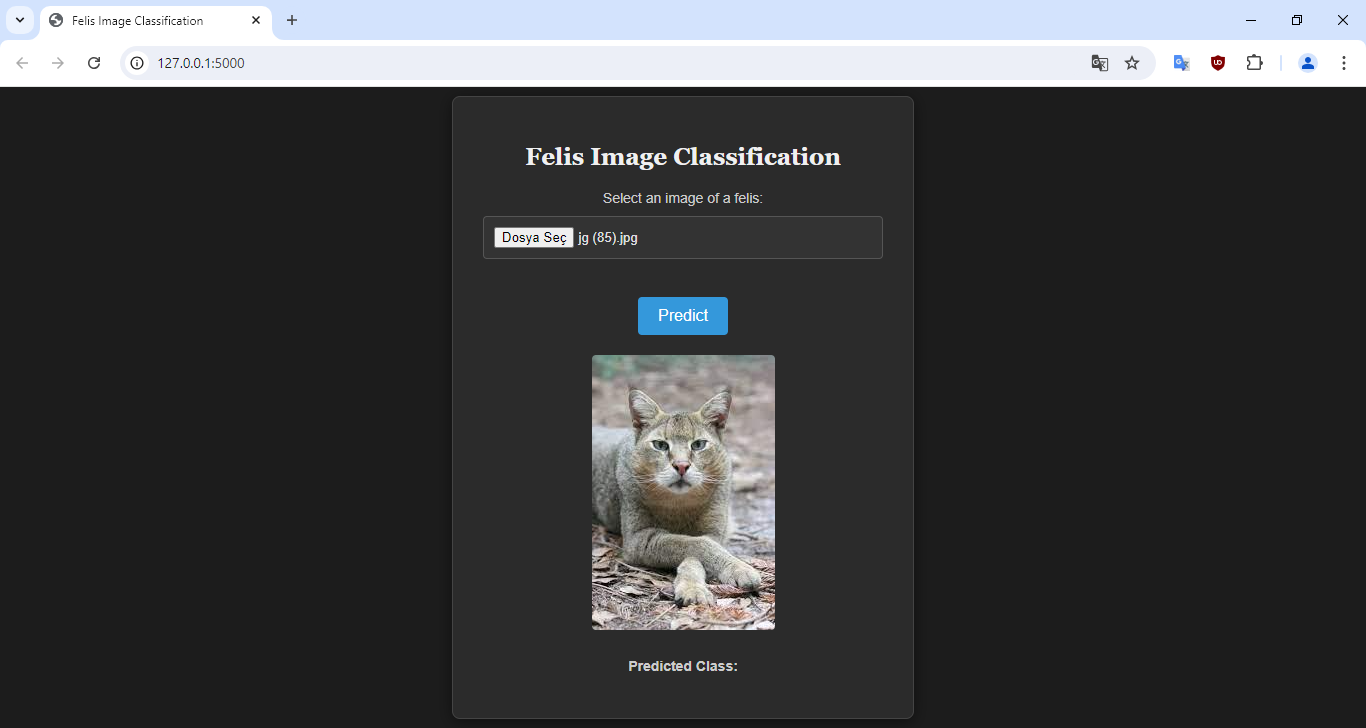 Felis Image Classification
127.0.0.1:5000
Felis Image Classification
Select an image of a felis:
Dosya Seç jg (85).jpg
Predict
Predicted Class: